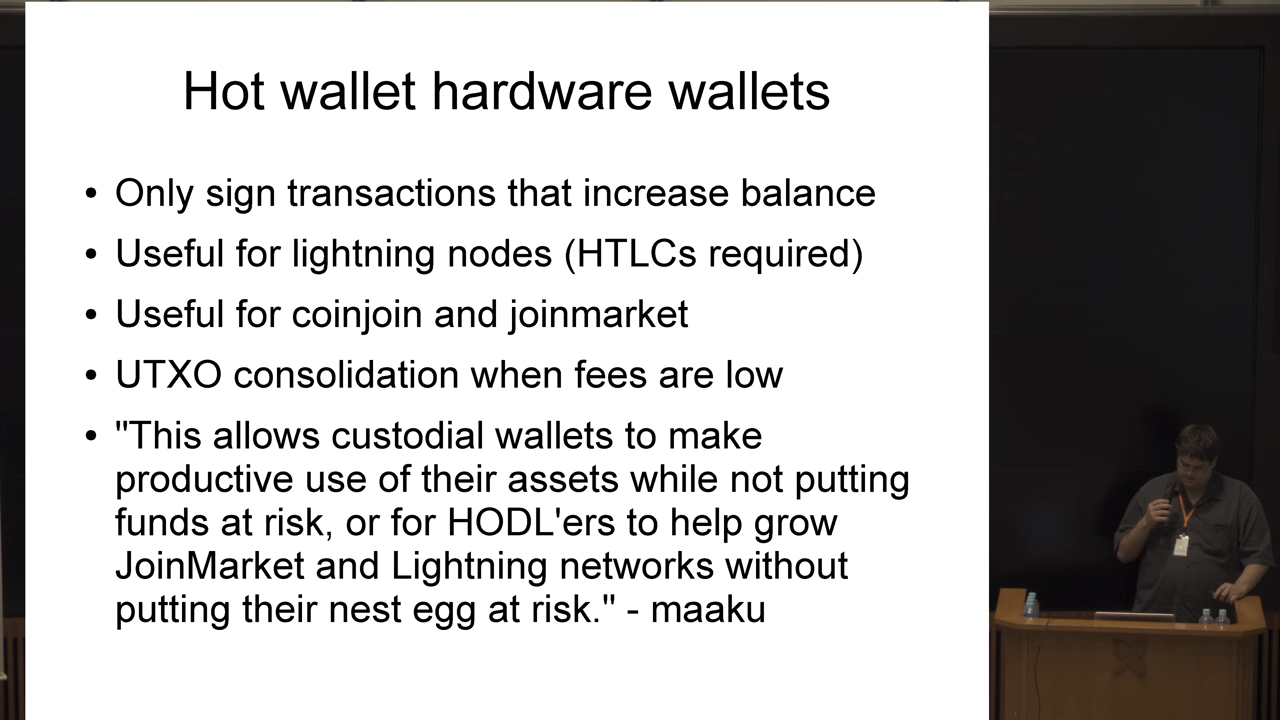 Hot wallet hardware wallets
• Only sign transactions that increase balance
• Useful for lightning nodes (HTLCs required)
• Useful for coinjoin and joinmarket
• UTXO consolidation when fees are low
• "This allows custodial wallets to make
productive use of their assets while not putting
funds at risk, or for HODL'ers to help grow
JoinMarket and Lightning networks without
putting their nest egg at risk." - maaku